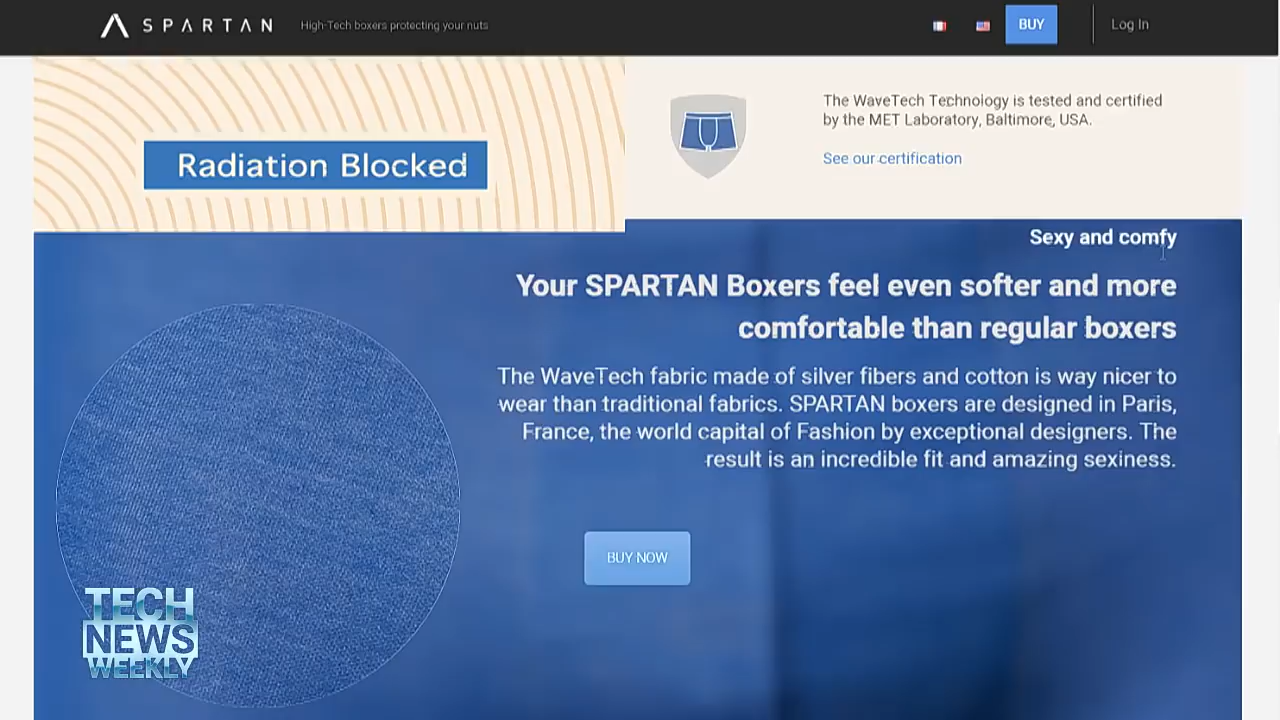 SPARTAN
High-Tech boxers protecting your nuts
BUY
Log In
Radiation Blocked
The WaveTech Technology is tested and certified
by the MET Laboratory, Baltimore, USA.
See our certification
Sexy and comfy
Your SPARTAN Boxers feel even softer and more
comfortable than regular boxers
The WaveTech fabric made of silver fibers and cotton is way nicer to
wear than traditional fabrics. SPARTAN boxers are designed in Paris,
France, the world capital of Fashion by exceptional designers. The
result is an incredible fit and amazing sexiness.
BUY NOW
TECH
NEWS
WEEKLY